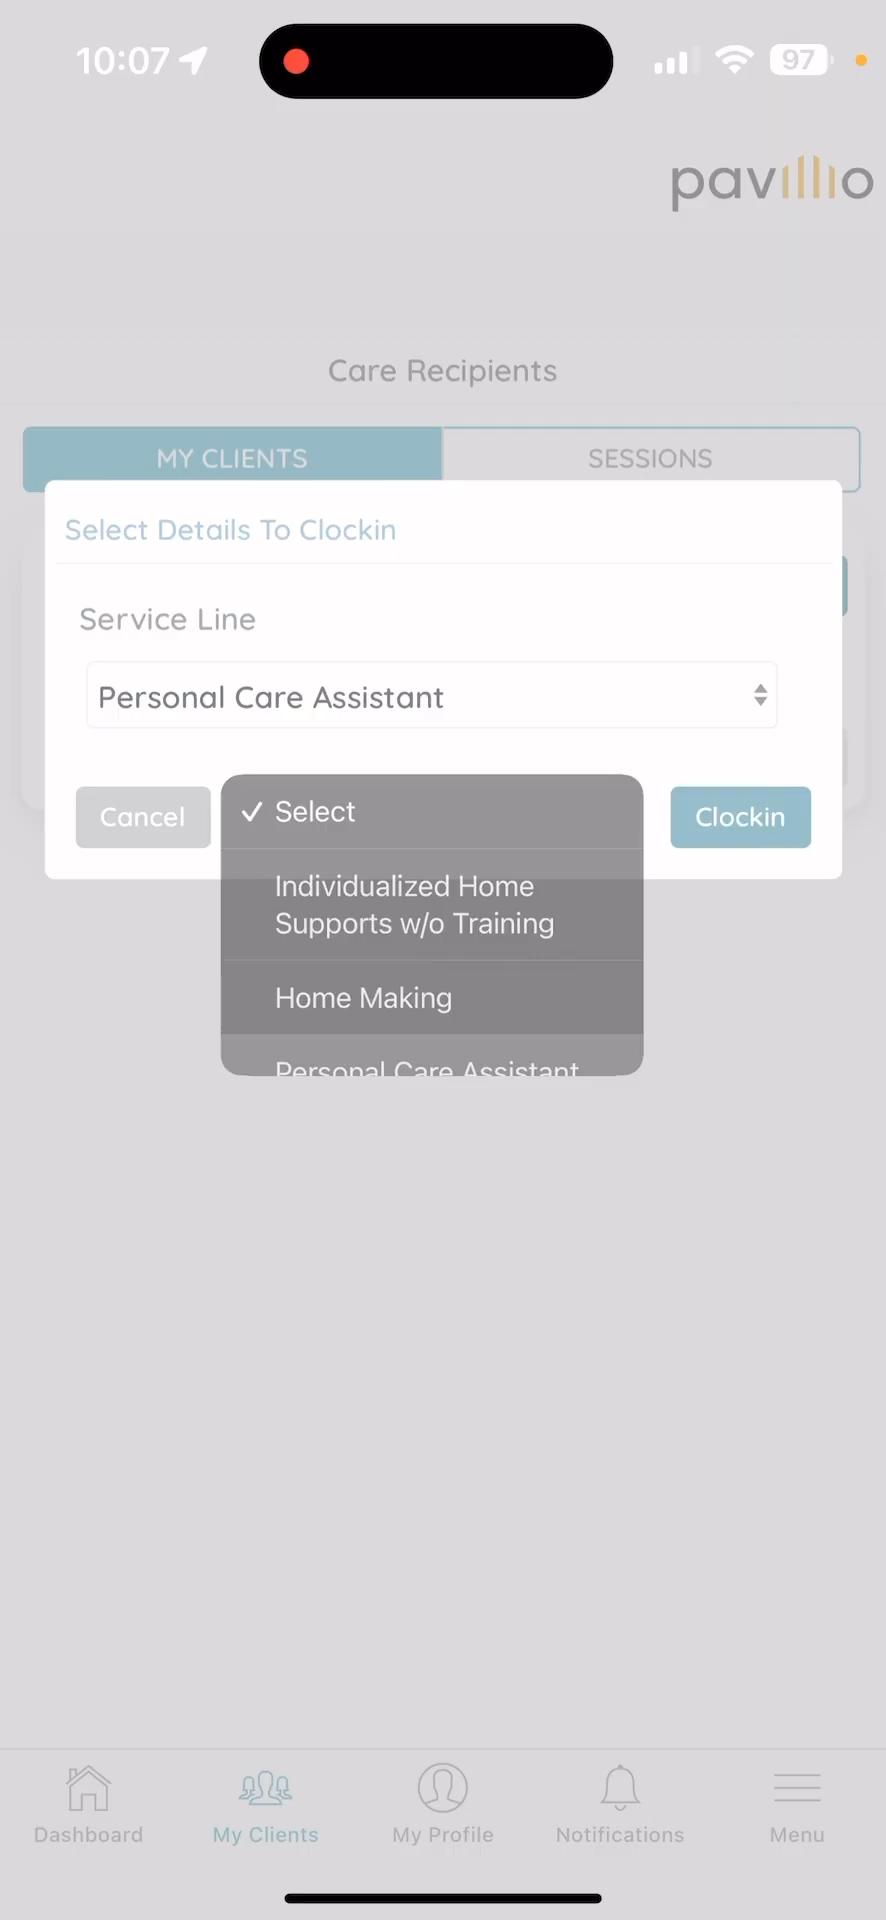 10:07
97
pavillio
Care Recipients
MY CLIENTS
SESSIONS
Select Details To Clockin
Service Line
Personal Care Assistant
Cancel
Clockin
Select
Individualized Home
Supports w/o Training
Home Making
Personal Care Assistant
Dashboard
My Clients
My Profile
Notifications
Menu